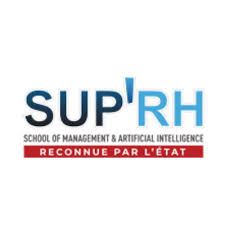 SUP'RH
SCHOOL OF MANAGEMENT & ARTIFICIAL INTELLIGENCE
RECONNUE PAR L'ÉTAT